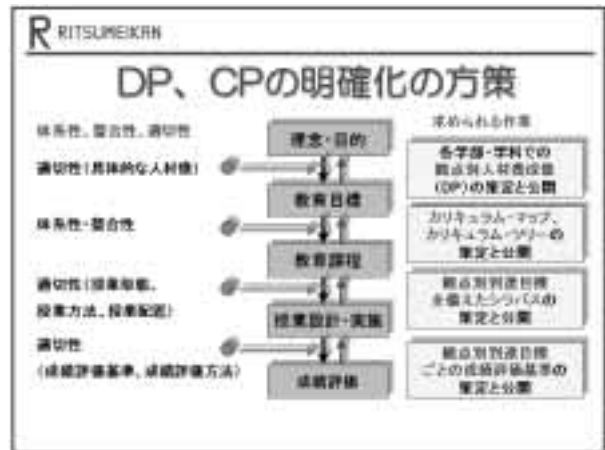 R RITSUMEIKAN
DP、CPの明確化の方策
体系性、整合性、適切性
適切性(具体的な人材像)
体系性・整合性
適切性(授業形態、
授業方法、授業配置)
適切性
(成績評価基準、成績評価方法)
理念・目的
教育目標
教育課程
授業設計・実施
成績評価
求められる作業
各学部・学科での
観点別人材養成像
(DP)の策定と公開
カリキュラム・マップ、
カリキュラム・ツリーの
策定と公開
観点別到達目標
を備えたシラバスの
策定と公開
観点別到達目標
ごとの成績評価基準の
策定と公開